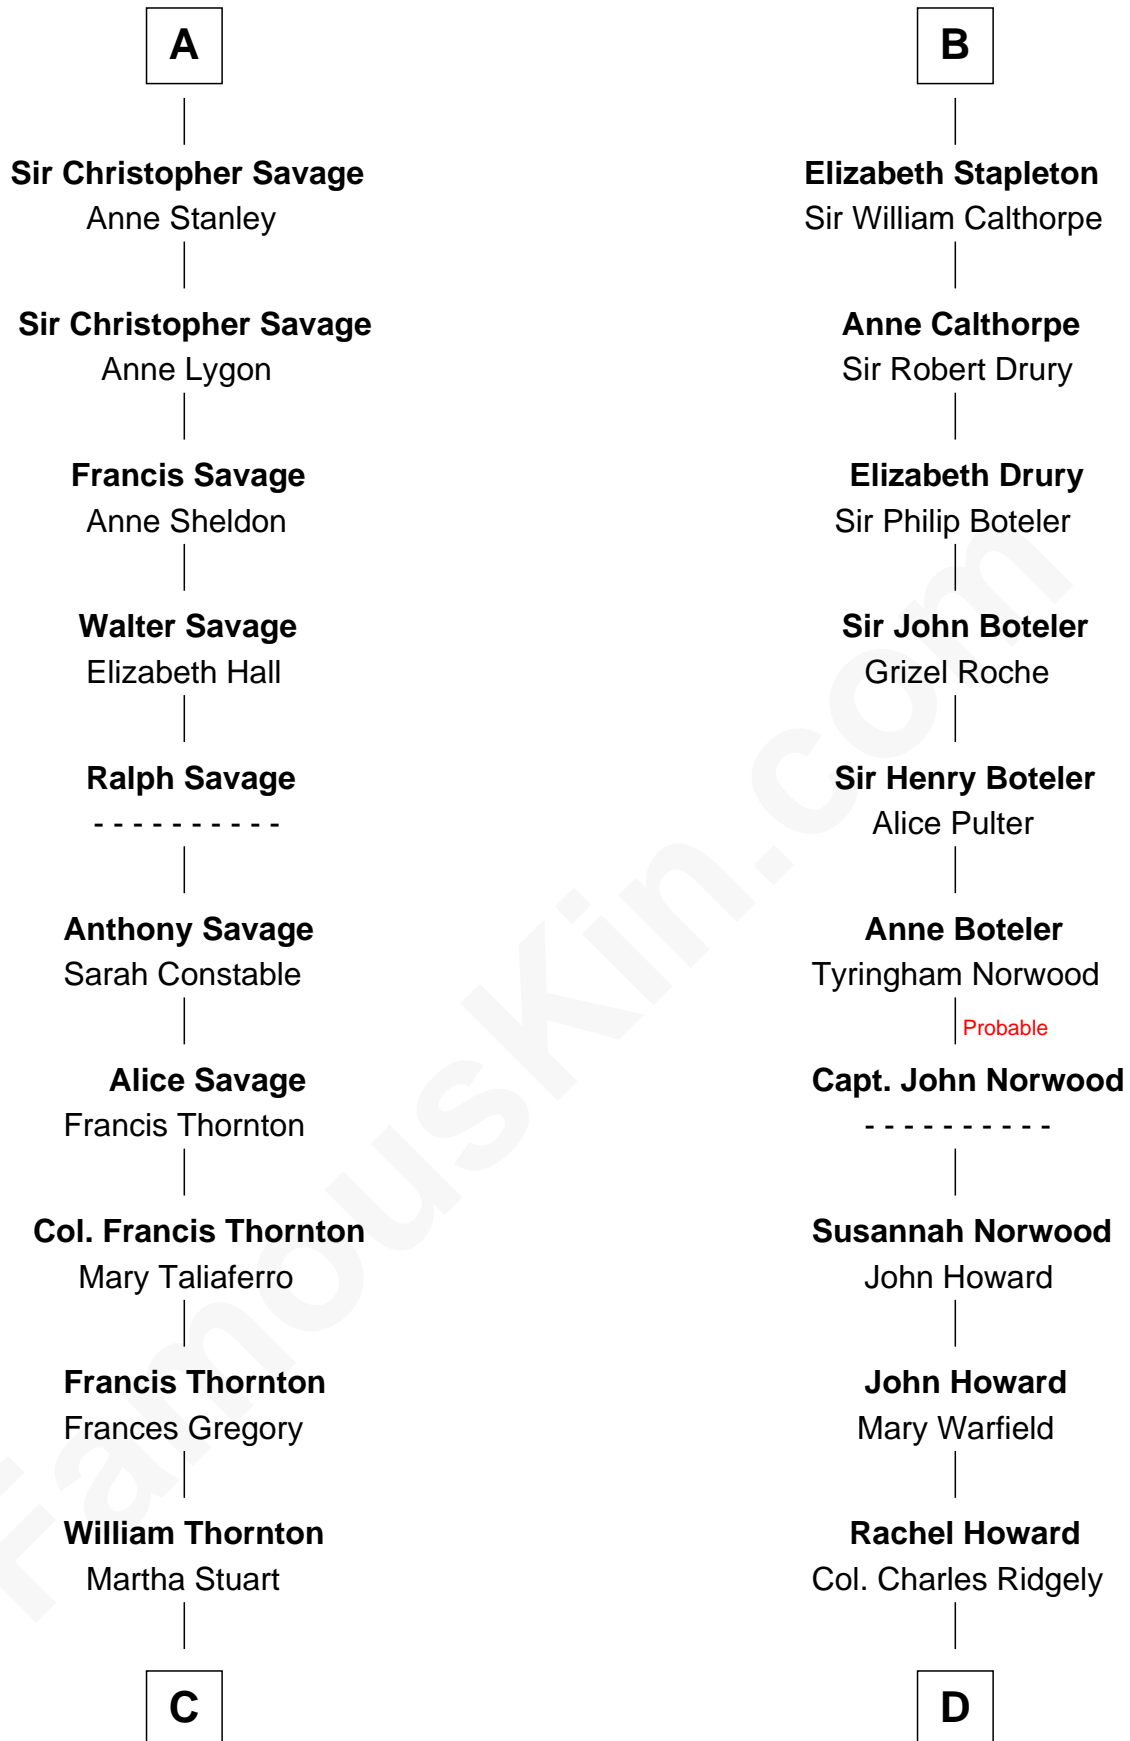 A
Sir Christopher Savage
Anne Stanley
Sir Christopher Savage
Anne Lygon
Francis Savage
Anne Sheldon
Walter Savage
Elizabeth Hall
Ralph Savage
- - - - - - - - - -
Anthony Savage
Sarah Constable
Alice Savage
Francis Thornton
Col. Francis Thornton
Mary Taliaferro
Francis Thornton
Frances Gregory
William Thornton
Martha Stuart
C
B
Elizabeth Stapleton
Sir William Calthorpe
Anne Calthorpe
Sir Robert Drury
Elizabeth Drury
Sir Philip Boteler
Sir John Boteler
Grizel Roche
Sir Henry Boteler
Alice Pulter
Anne Boteler
Tyringham Norwood
Probable
Capt. John Norwood
- - - - - - - - - -
Susannah Norwood
John Howard
John Howard
Mary Warfield
Rachel Howard
Col. Charles Ridgely
D
FamousKin.com